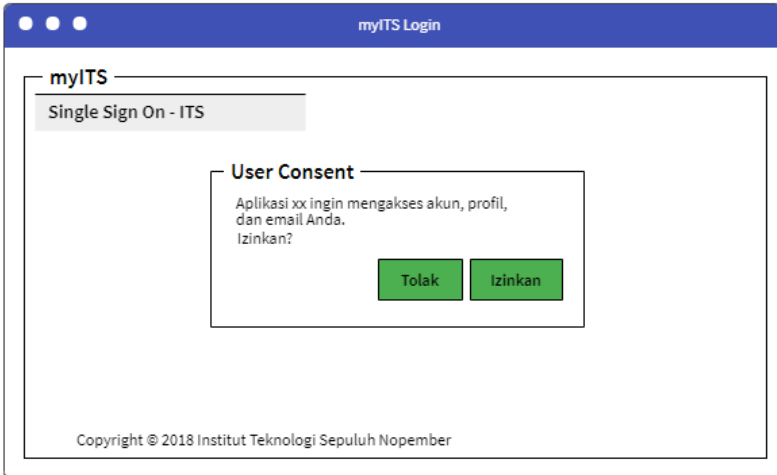 myITS Login
myITS
Single Sign On - ITS
User Consent
Aplikasi xx ingin mengakses akun, profil,
dan email Anda.
Izinkan?
Tolak
Izinkan
Copyright © 2018 Institut Teknologi Sepuluh Nopember